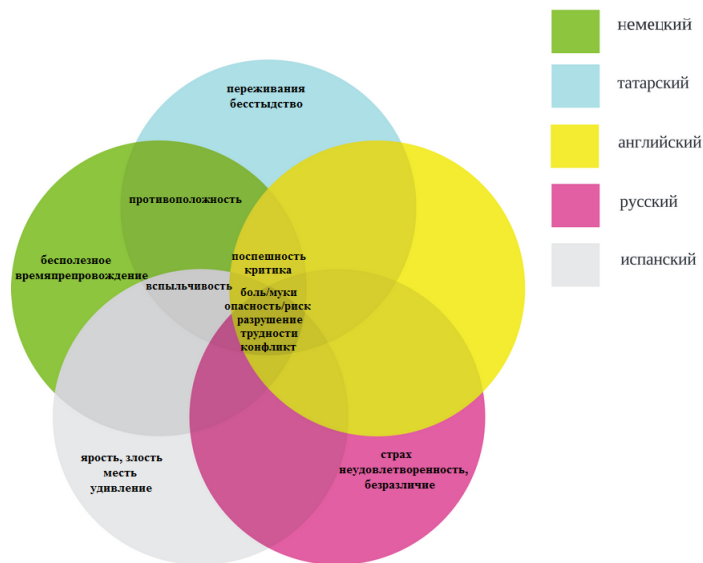 переживания
бесстыдство
противоположность
бесполезное
времяпрепровождение
вспыльчивость
поспешность
критика
боль/муки
опасность/риск
разрушение
трудности
конфликт
ярость, злость
месть
удивление
страх
неудовлетворенность,
безразличие
немецкий
татарский
английский
русский
испанский